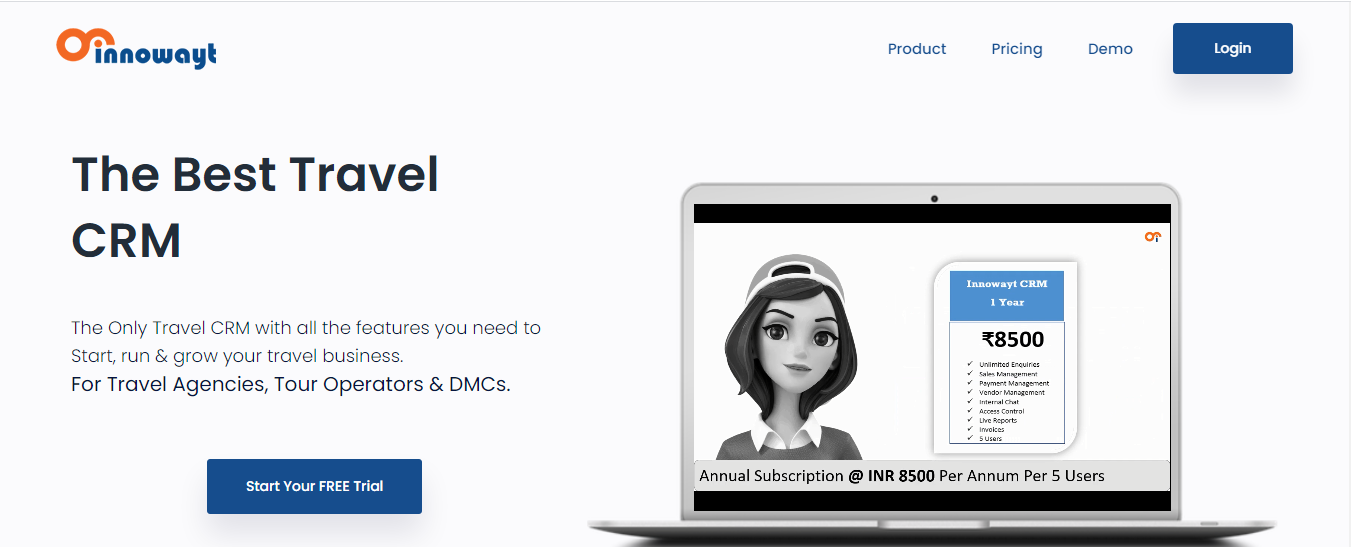 innowayt
Product
Pricing
Demo
Login
The Best Travel
CRM
The Only Travel CRM with all the features you need to
Start, run & grow your travel business.
For Travel Agencies, Tour Operators & DMCs.
Start Your FREE Trial
Innowayt CRM
1 Year
₹8500
✓ Unlimited Enquiries
✓ Sales Management
✓ Payment Management
✓ Vendor Management
✓ Internal Chat
✓ Access Control
✓ Live Reports
✓ Invoices
✓ 5 Users
Annual Subscription @ INR 8500 Per Annum Per 5 Users